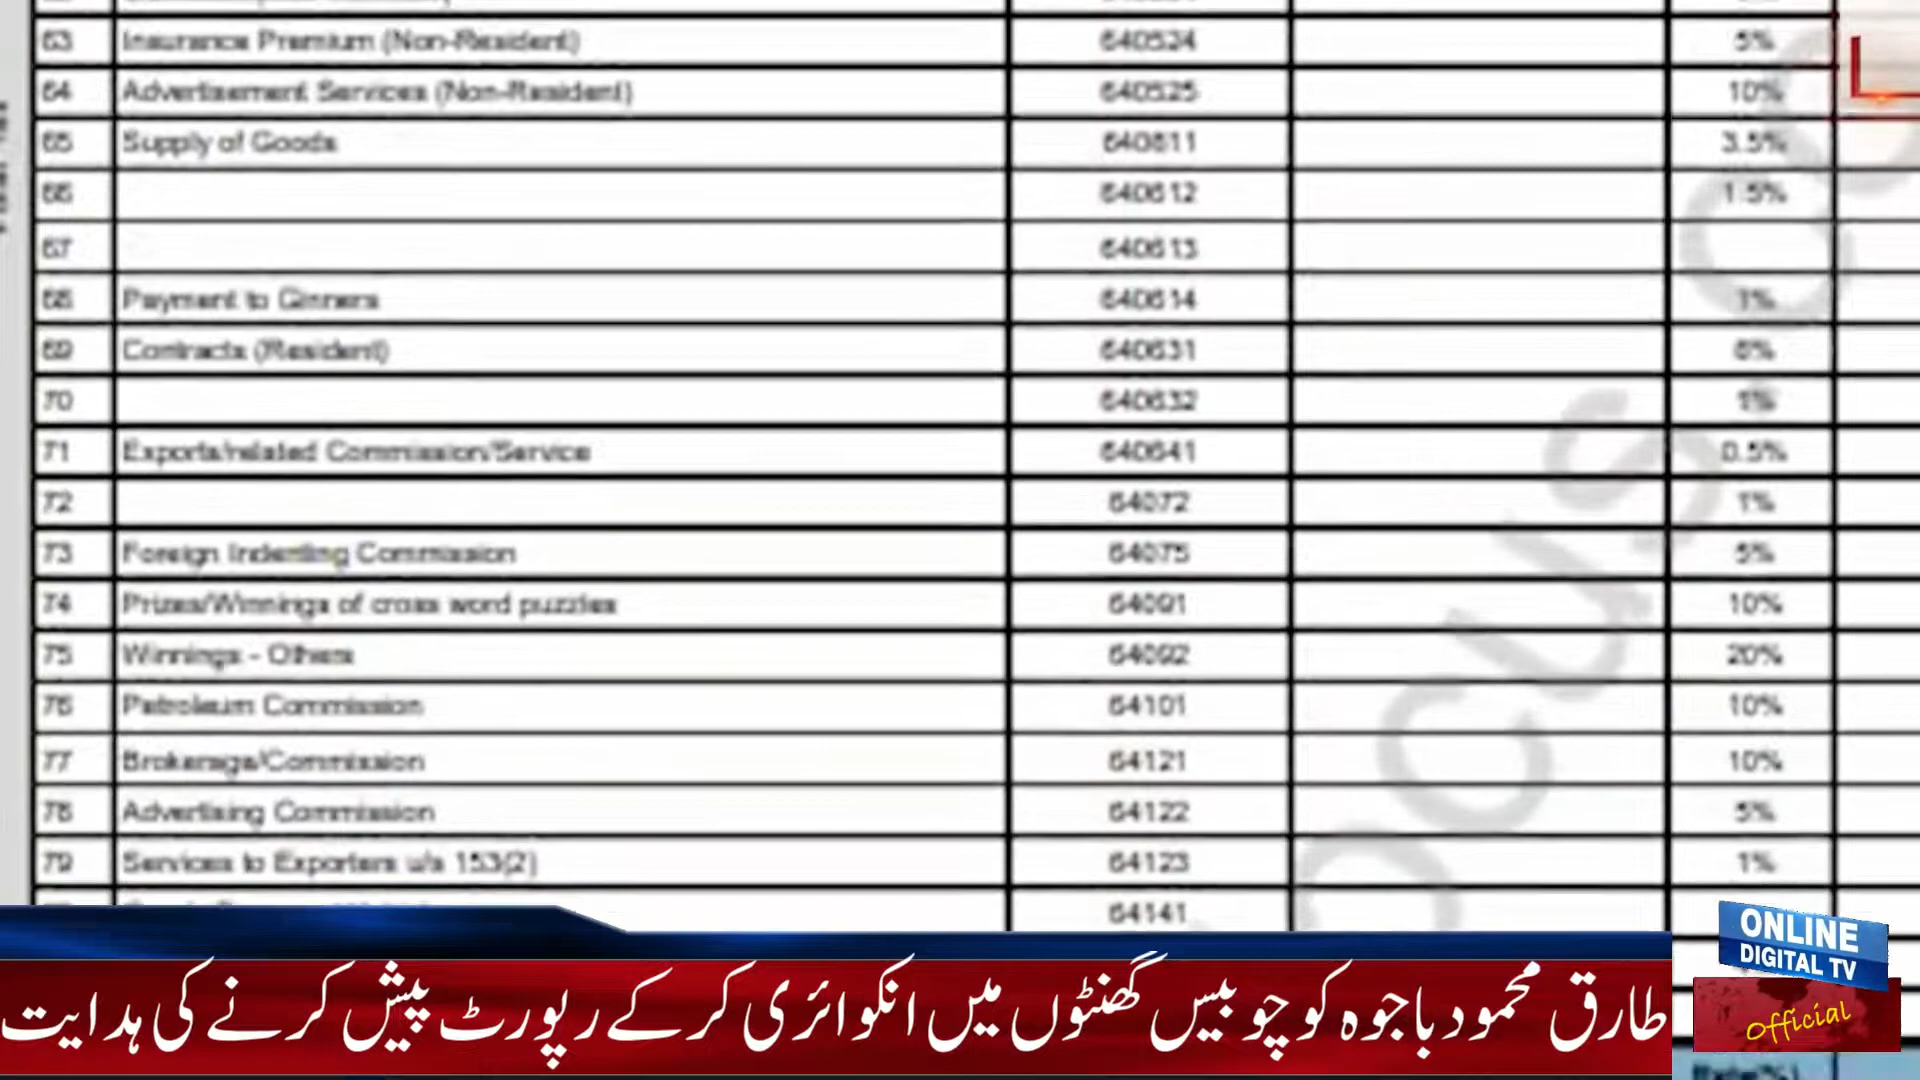 63 Insurance Premium (Non-Resident) 640524 5%
64 Advertisement Services (Non-Resident) 640525 10%
65 Supply of Goods 640611 3.5%
66 640612 1.5%
67 640613
68 Payment to Ginners 640614 1%
69 Contracts (Resident) 640631 6%
70 640632 1%
71 Exports/related Commission/Service 640641 0.5%
72 64072 1%
73 Foreign Indenting Commission 64075 5%
74 Prizes/Winnings of cross word puzzles 64091 10%
75 Winnings - Others 64092 20%
76 Petroleum Commission 64101 10%
77 Brokerage/Commission 64121 10%
78 Advertising Commission 64122 5%
79 Services to Exporters u/s 153(2) 64123 1%
64141
طارق محمود باجوہ کو چوبیس گھنٹوں میں انکوائری کر کے رپورٹ پیش کرنے کی ہدایت
ONLINE
DIGITAL TV
Official